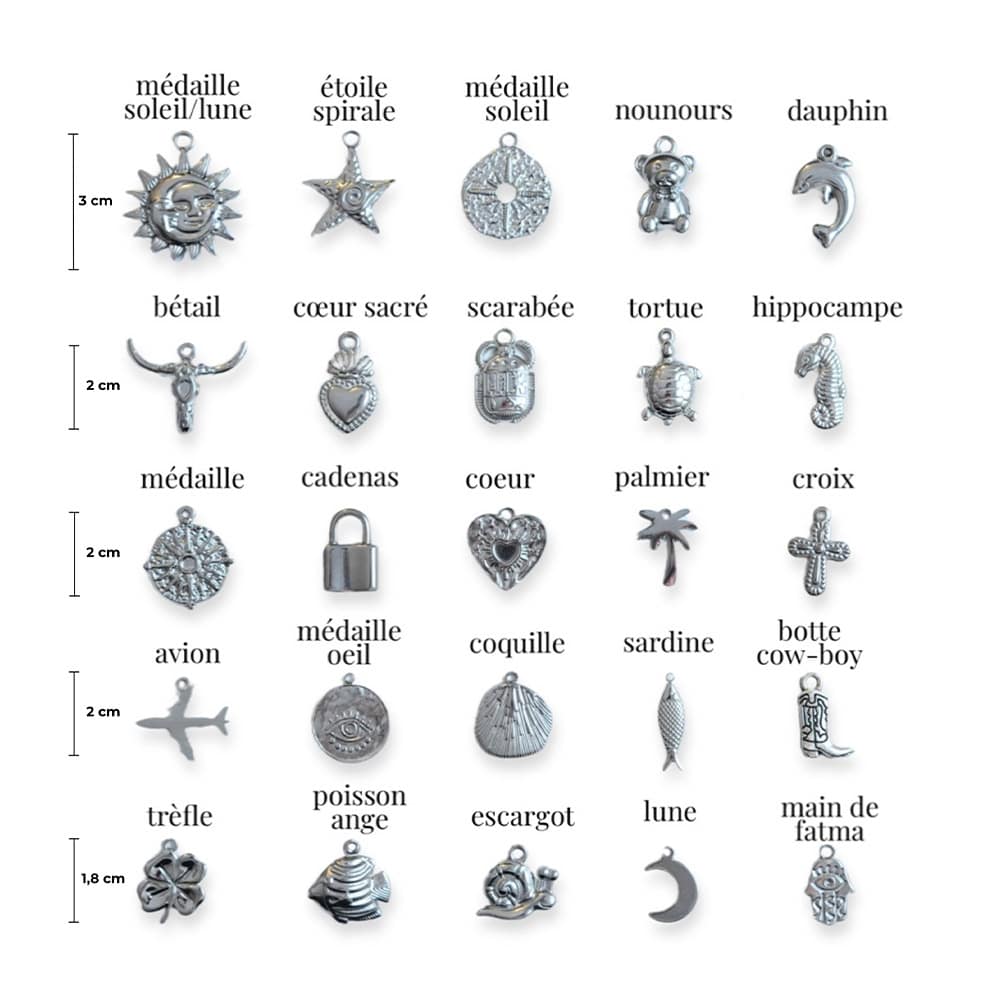 médaille
soleil/lune
étoile
spirale
médaille
soleil
nounours
dauphin
3 cm
bétail
cœur sacré
scarabée
tortue
hippocampe
2 cm
médaille
cadenas
coeur
palmier
croix
2 cm
avion
médaille
oeil
coquille
sardine
botte
cow-boy
2 cm
trèfle
poisson
ange
escargot
lune
main de
fatma
1,8 cm